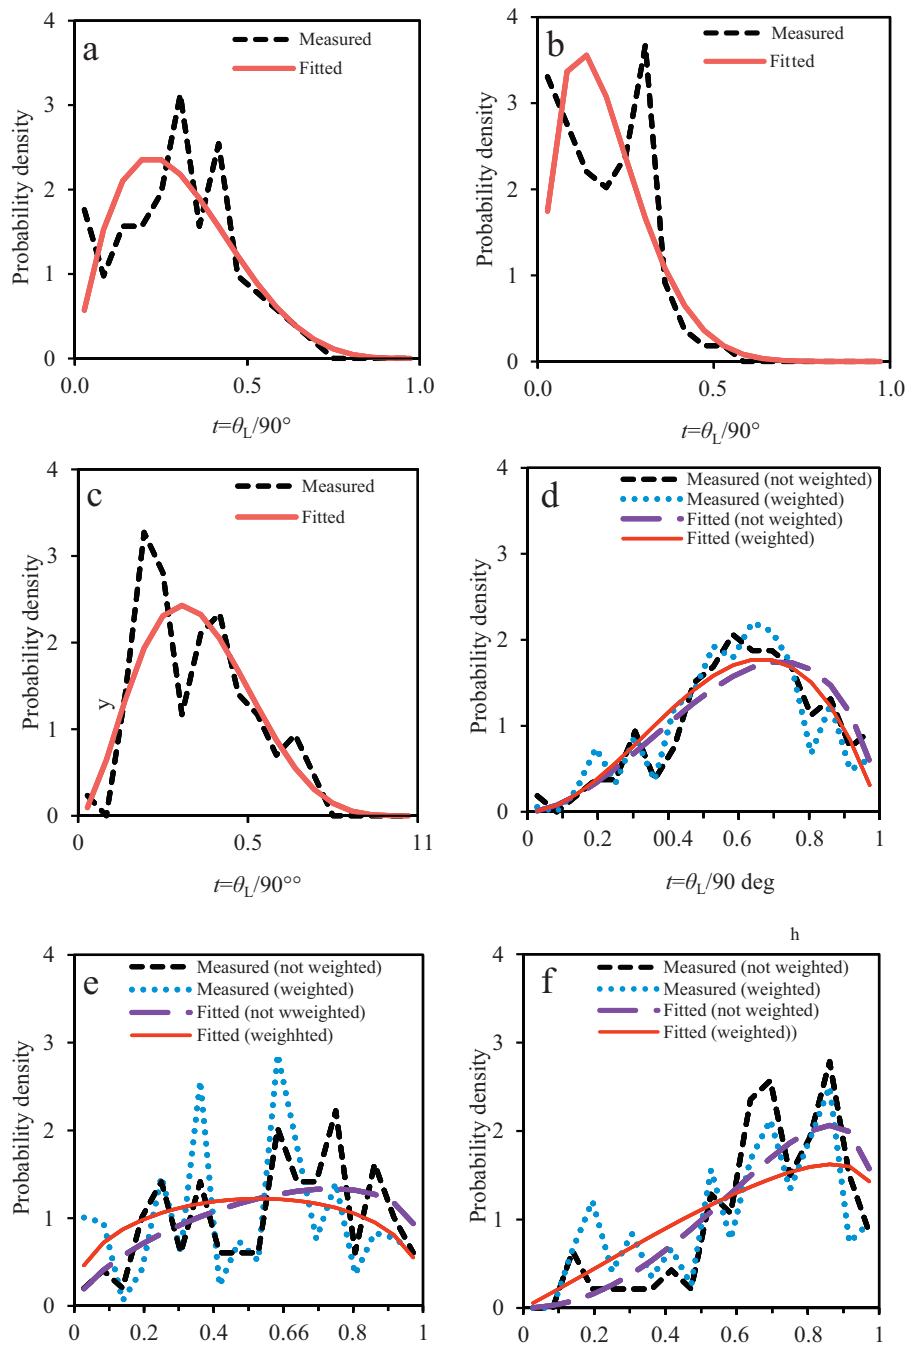 a
4
3
2
1
0
Probability density
Measured
Fitted
0.0
0.5
1.0
t=θL/90°
b
4
3
2
1
0
Probability density
Measured
Fitted
0.0
0.5
1.0
t=θL/90°
c
4
3
2
1
0
Probability density
y
Measured
Fitted
0
0.5
11
t=θL/90°°
d
4
3
2
1
0
Probability density
Measured (not weighted)
Measured (weighted)
Fitted (not weighted)
Fitted (weighted)
0.2
00.4
0.6
0.8
1
t=θL/90 deg
h
e
4
3
2
1
0
Probability density
Measured (not weighted)
Measured (weighted)
Fitted (not wweighted)
Fitted (weighhted)
0
0.2
0.4
0.66
0.8
1
f
4
3
2
1
0
Probability density
Measured (not weighted)
Measured (weighted)
Fitted (not weighted)
Fitted (weighted))
0
0.2
0.4
0.6
0.8
1